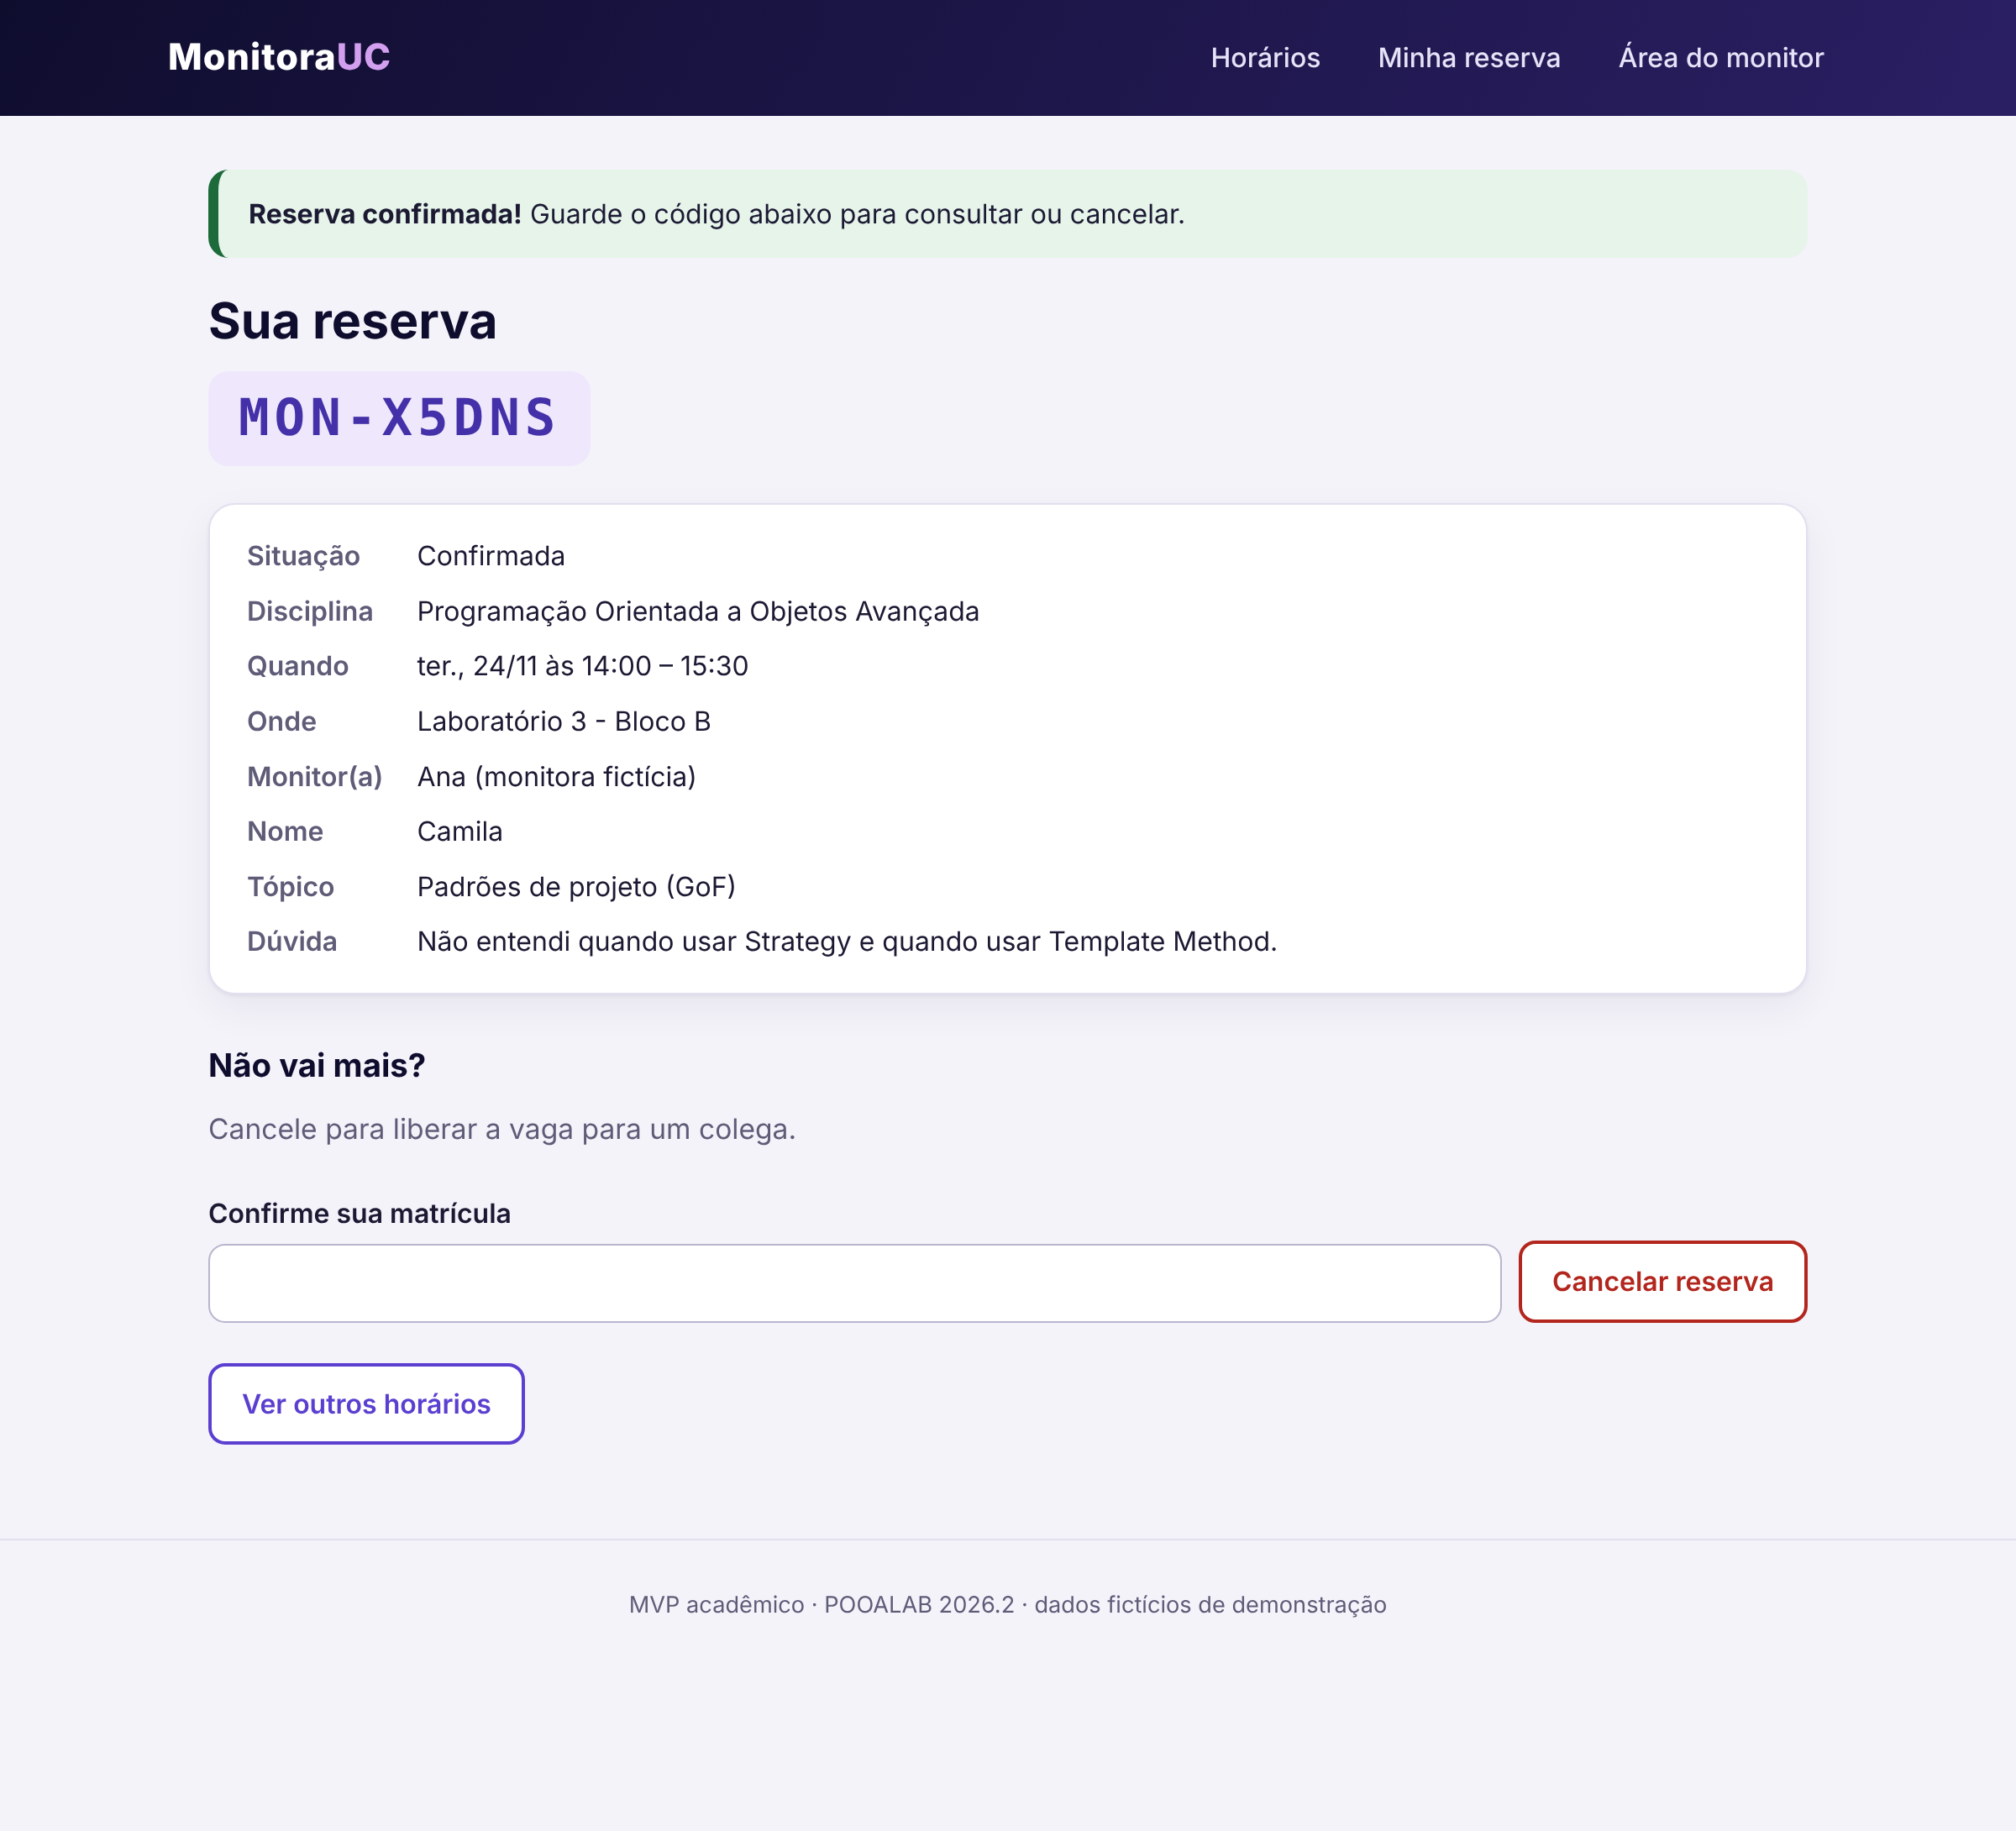 MonitoraUC
Horários Minha reserva Área do monitor
Reserva confirmada! Guarde o código abaixo para consultar ou cancelar.
Sua reserva
MON-X5DNS
Situação Confirmada
Disciplina Programação Orientada a Objetos Avançada
Quando ter., 24/11 às 14:00 – 15:30
Onde Laboratório 3 - Bloco B
Monitor(a) Ana (monitora fictícia)
Nome Camila
Tópico Padrões de projeto (GoF)
Dúvida Não entendi quando usar Strategy e quando usar Template Method.
Não vai mais?
Cancele para liberar a vaga para um colega.
Confirme sua matrícula
Cancelar reserva
Ver outros horários
MVP acadêmico · POOALAB 2026.2 · dados fictícios de demonstração